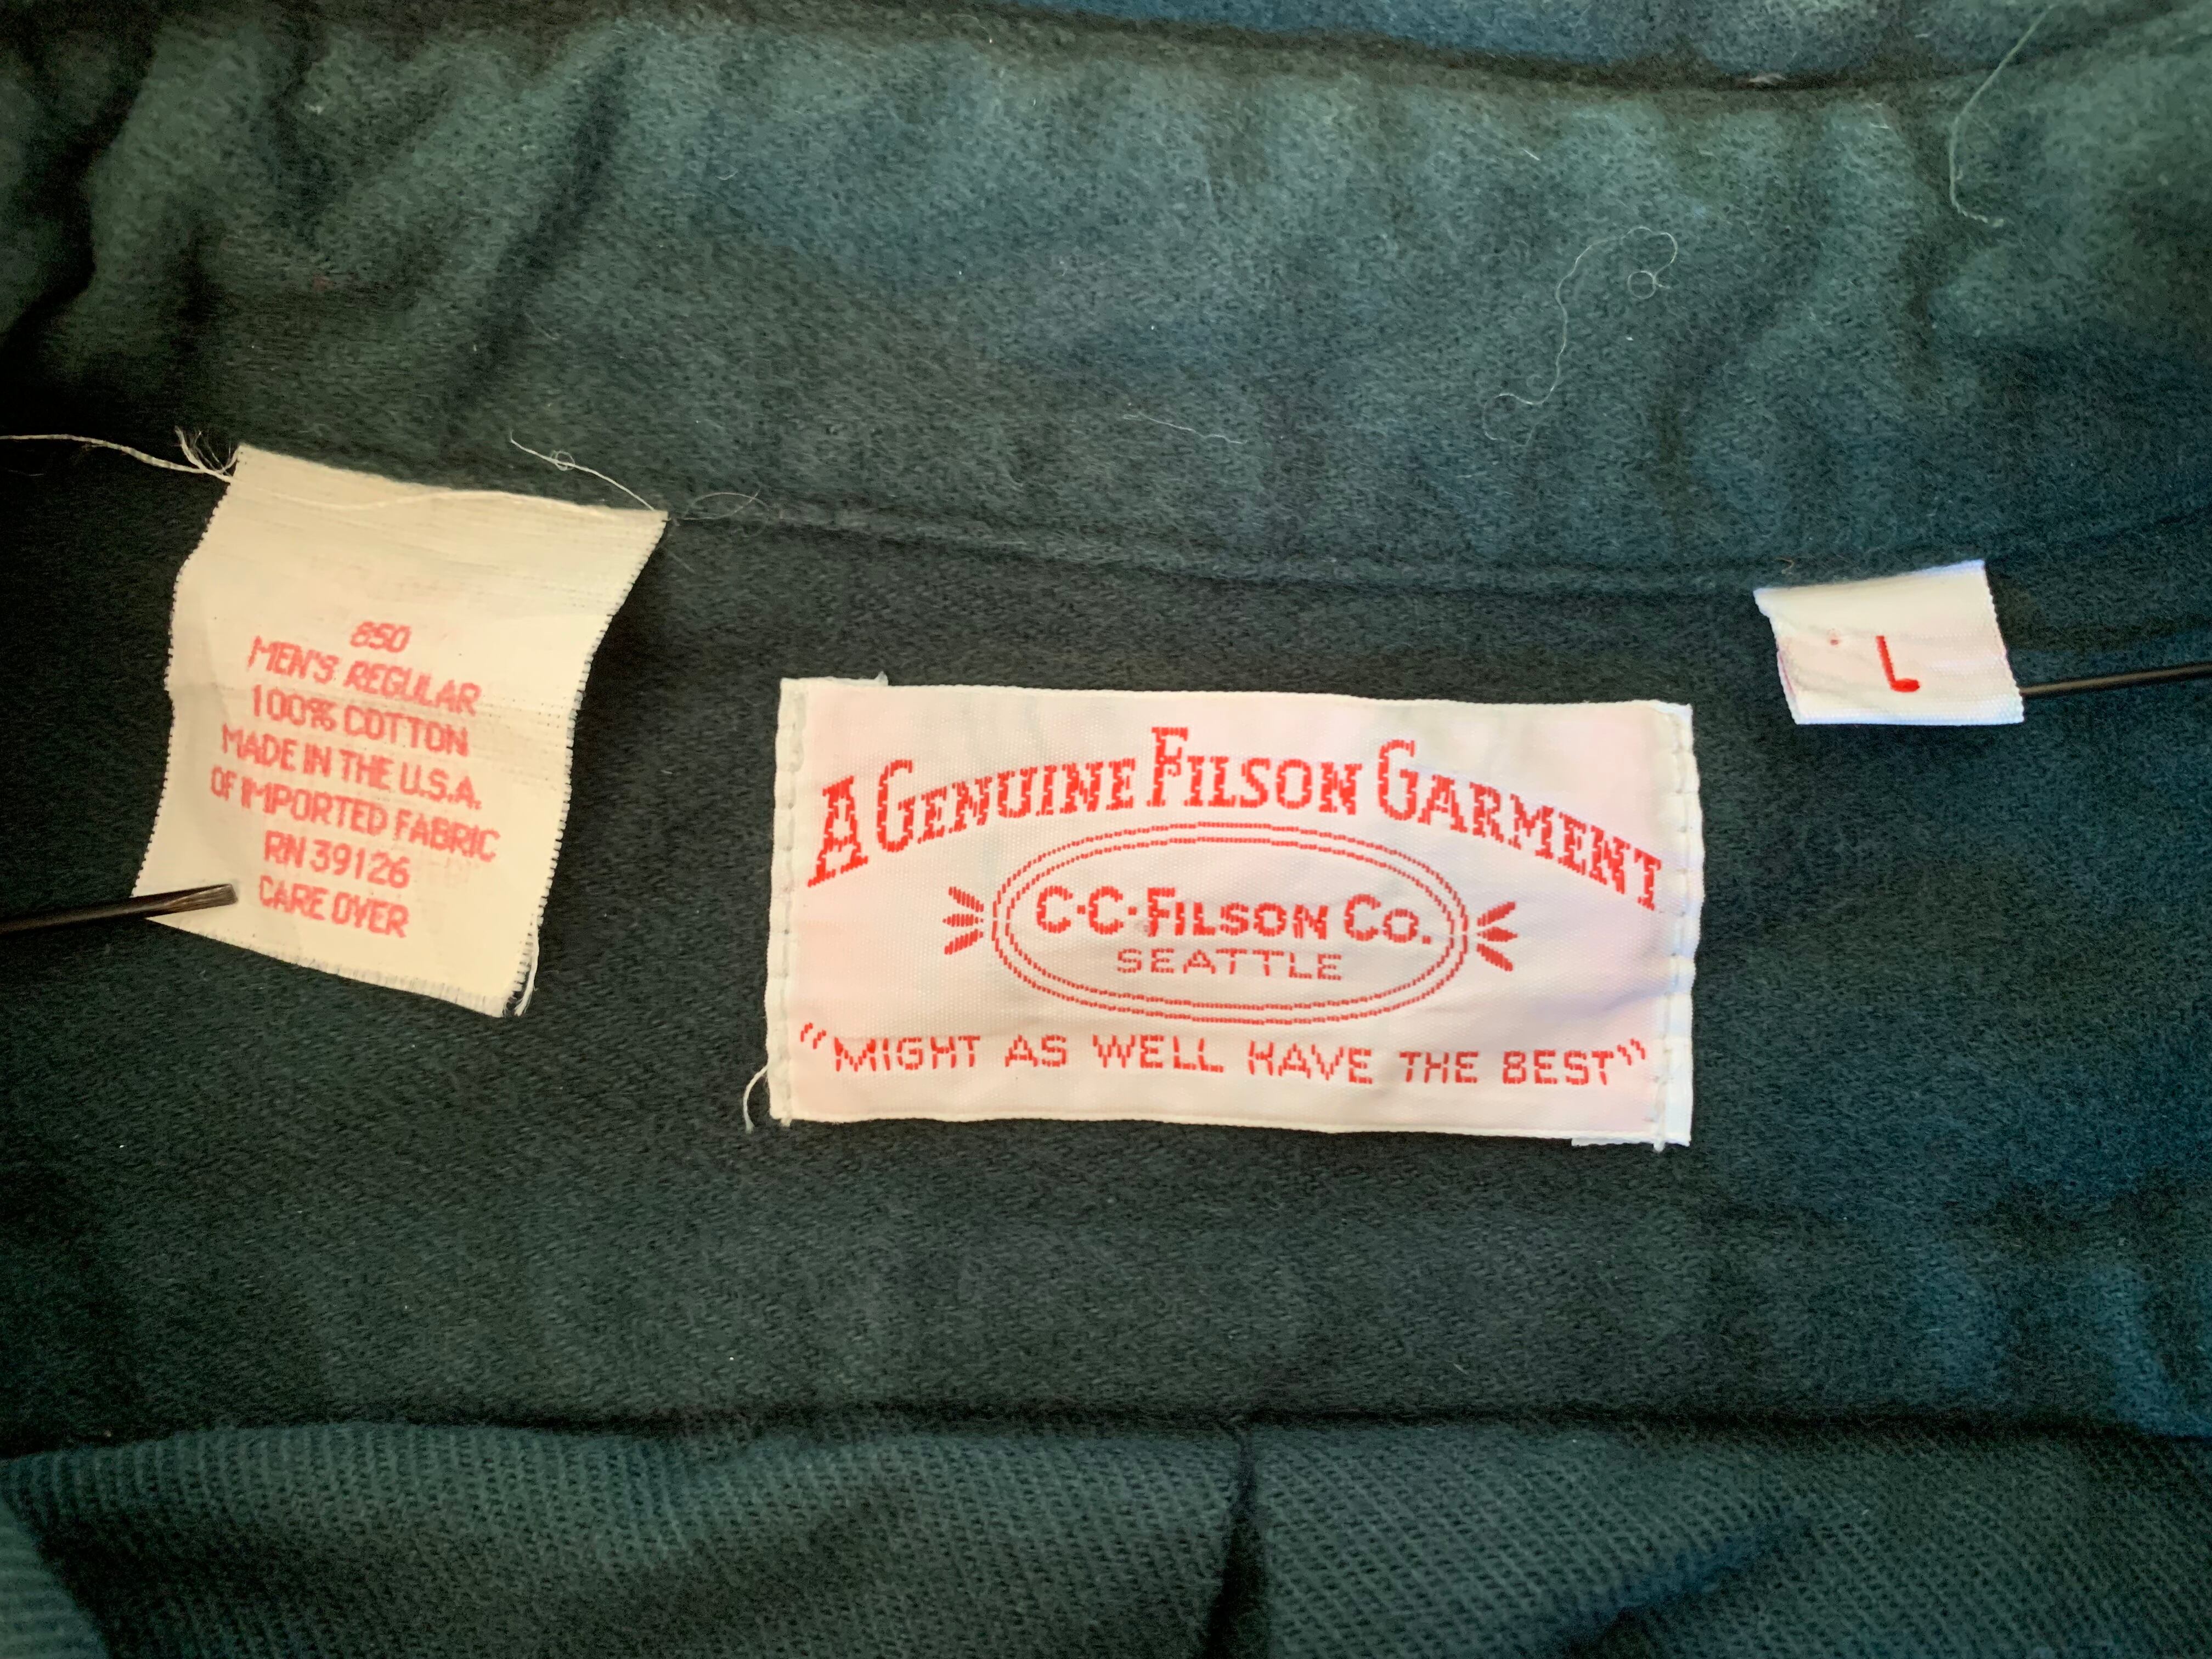 850
MEN'S REGULAR
100% COTTON
MADE IN THE U.S.A.
OF IMPORTED FABRIC
RN 39126
CARE OVER
A GENUINE FILSON GARMENT
C·C·FILSON CO.
SEATTLE
"MIGHT AS WELL HAVE THE BEST"
L